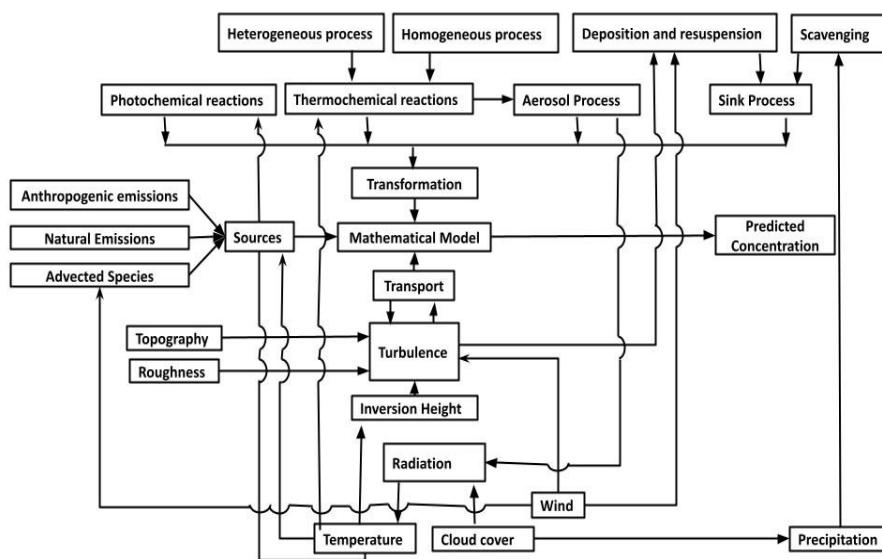 Heterogeneous process
Homogeneous process
Deposition and resuspension
Scavenging
Photochemical reactions
Thermochemical reactions
Aerosol Process
Sink Process
Transformation
Anthropogenic emissions
Natural Emissions
Sources
Mathematical Model
Predicted
Concentration
Advected Species
Transport
Topography
Turbulence
Roughness
Inversion Height
Radiation
Wind
Temperature
Cloud cover
Precipitation